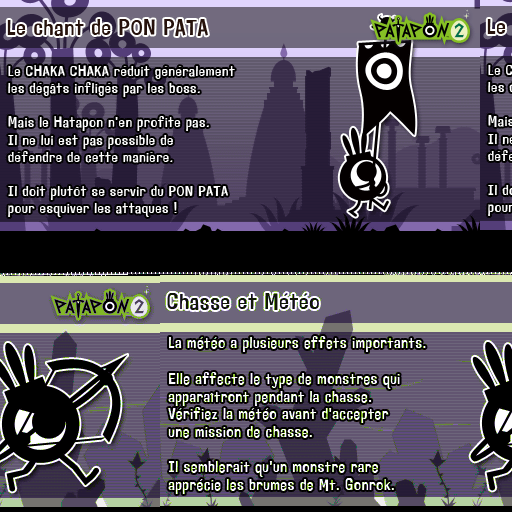 Le chant de PON PATA
PATAPON 2
Le
Le CHAKA CHAKA réduit généralement
les dégâts infligés par les boss.
Mais le Hatapon n'en profite pas.
Il ne lui est pas possible de
défendre de cette manière.
Il doit plutôt se servir du PON PATA
pour esquiver les attaques !
PATAPON 2
Chasse et Météo
La météo a plusieurs effets importants.
Elle affecte le type de monstres qui
apparaîtront pendant la chasse.
Vérifiez la météo avant d'accepter
une mission de chasse.
Il semblerait qu'un monstre rare
apprécie les brumes de Mt. Gonrok.